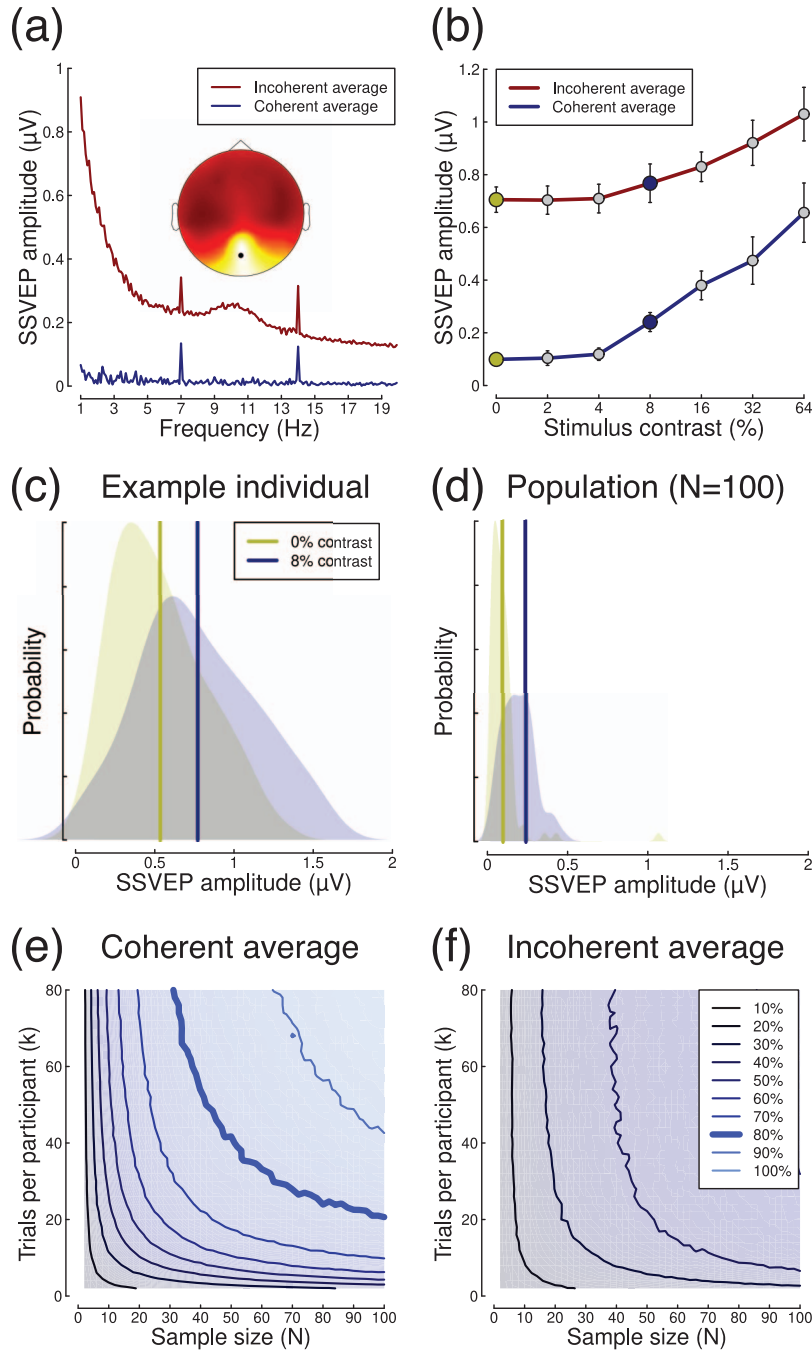 (a)
SSVEP amplitude (µV)
1
0.8
0.6
0.4
0.2
0
Incoherent average
Coherent average
1 3 5 7 9 11 13 15 17 19
Frequency (Hz)
(b)
SSVEP amplitude (µV)
1.2
1
0.8
0.6
0.4
0.2
0
Incoherent average
Coherent average
0 2 4 8 16 32 64
Stimulus contrast (%)
(c) Example individual
Probability
0% contrast
8% contrast
0 0.5 1 1.5 2
SSVEP amplitude (µV)
(d) Population (N=100)
Probability
0 0.5 1 1.5 2
SSVEP amplitude (µV)
(e) Coherent average
Trials per participant (k)
80
60
40
20
0
0 10 20 30 40 50 60 70 80 90 100
Sample size (N)
(f) Incoherent average
Trials per participant (k)
80
60
40
20
0
10%
20%
30%
40%
50%
60%
70%
80%
90%
100%
0 10 20 30 40 50 60 70 80 90 100
Sample size (N)